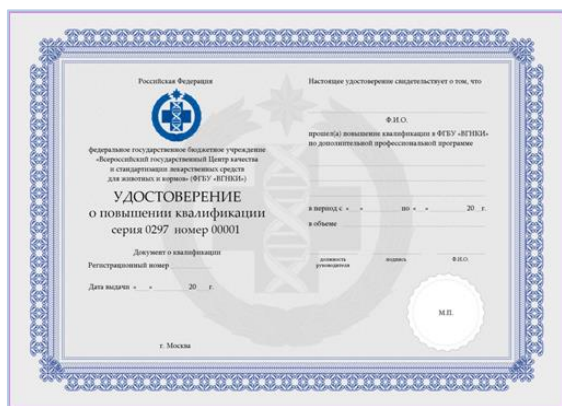 Российская Федерация
федеральное государственное бюджетное учреждение
«Всероссийский государственный Центр качества
и стандартизации лекарственных средств
для животных и кормов» (ФГБУ «ВГНКИ»)
УДОСТОВЕРЕНИЕ
о повышении квалификации
серия 0297 номер 00001
Документ о квалификации
Регистрационный номер
Дата выдачи « » 20 г.
г. Москва
Настоящее удостоверение свидетельствует о том, что
Ф.И.О.
прошел(а) повышение квалификации в ФГБУ «ВГНКИ»
по дополнительной профессиональной программе
в период с « » по « » 20 г.
в объеме
должность подпись Ф.И.О.
руководителя
М.П.